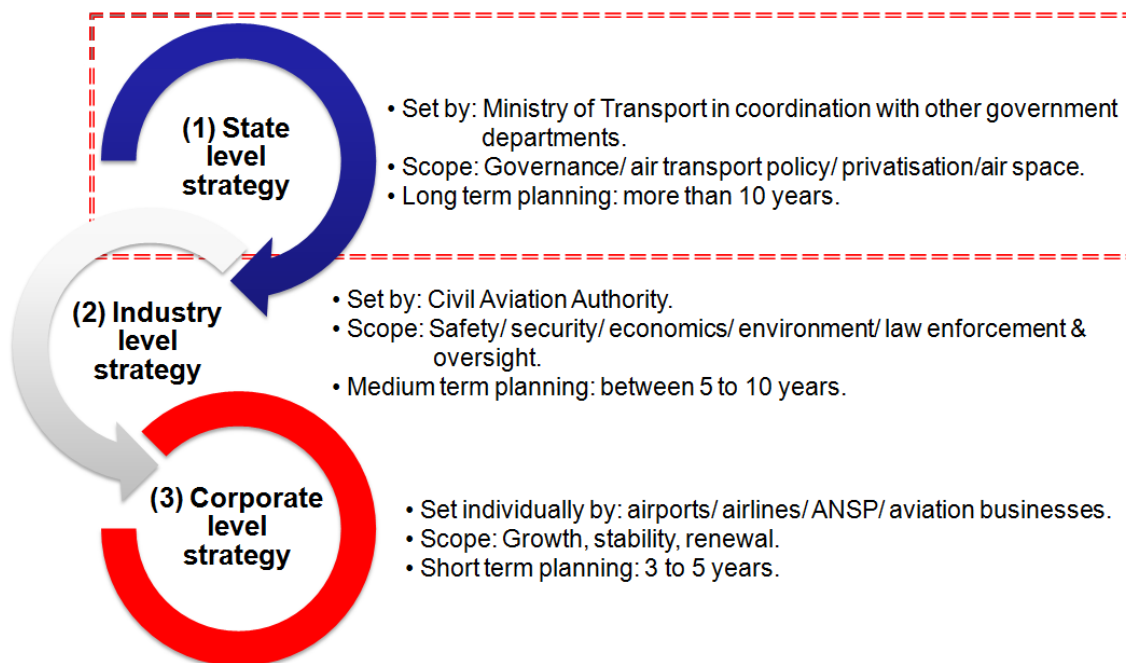 (1) State
level
strategy
• Set by: Ministry of Transport in coordination with other government
departments.
• Scope: Governance/ air transport policy/ privatisation/air space.
• Long term planning: more than 10 years.
(2) Industry
level
strategy
• Set by: Civil Aviation Authority.
• Scope: Safety/ security/ economics/ environment/ law enforcement &
oversight.
• Medium term planning: between 5 to 10 years.
(3) Corporate
level
strategy
• Set individually by: airports/ airlines/ ANSP/ aviation businesses.
• Scope: Growth, stability, renewal.
• Short term planning: 3 to 5 years.